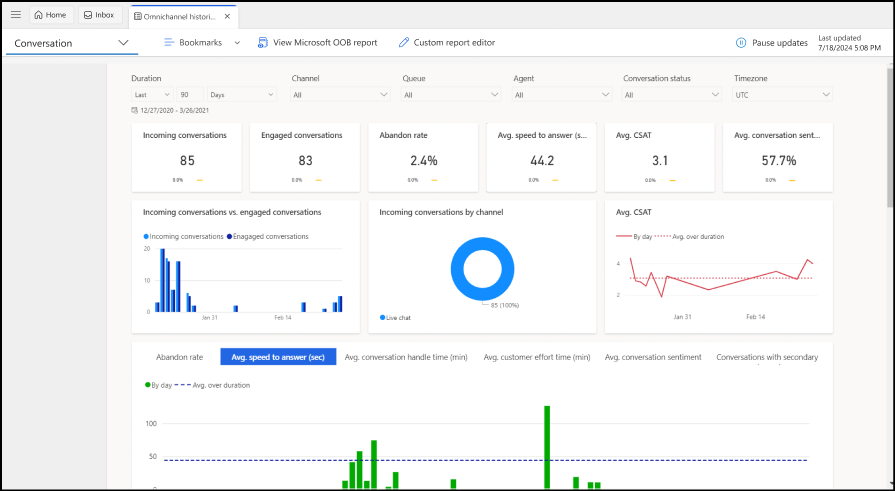 Home
Inbox
Omnichannel histori...
Conversation
Bookmarks
View Microsoft OOB report
Custom report editor
Pause updates
Last updated
7/18/2024 5:08 PM
Duration
Channel
Queue
Agent
Conversation status
Timezone
Last
90
Days
All
All
All
All
UTC
12/27/2020 - 3/26/2021
Incoming conversations
85
0.0%
Engaged conversations
83
0.0%
Abandon rate
2.4%
0.0%
Avg. speed to answer (s...
44.2
0.0%
Avg. CSAT
3.1
0.0%
Avg. conversation sent...
57.7%
0.0%
Incoming conversations vs. engaged conversations
Incoming conversations
Enagaged conversations
20
10
0
Jan 31
Feb 14
Incoming conversations by channel
85 (100%)
Live chat
Avg. CSAT
By day
Avg. over duration
4
2
Jan 31
Feb 14
Abandon rate
Avg. speed to answer (sec)
Avg. conversation handle time (min)
Avg. customer effort time (min)
Avg. conversation sentiment
Conversations with secondary
By day
Avg. over duration
100
50